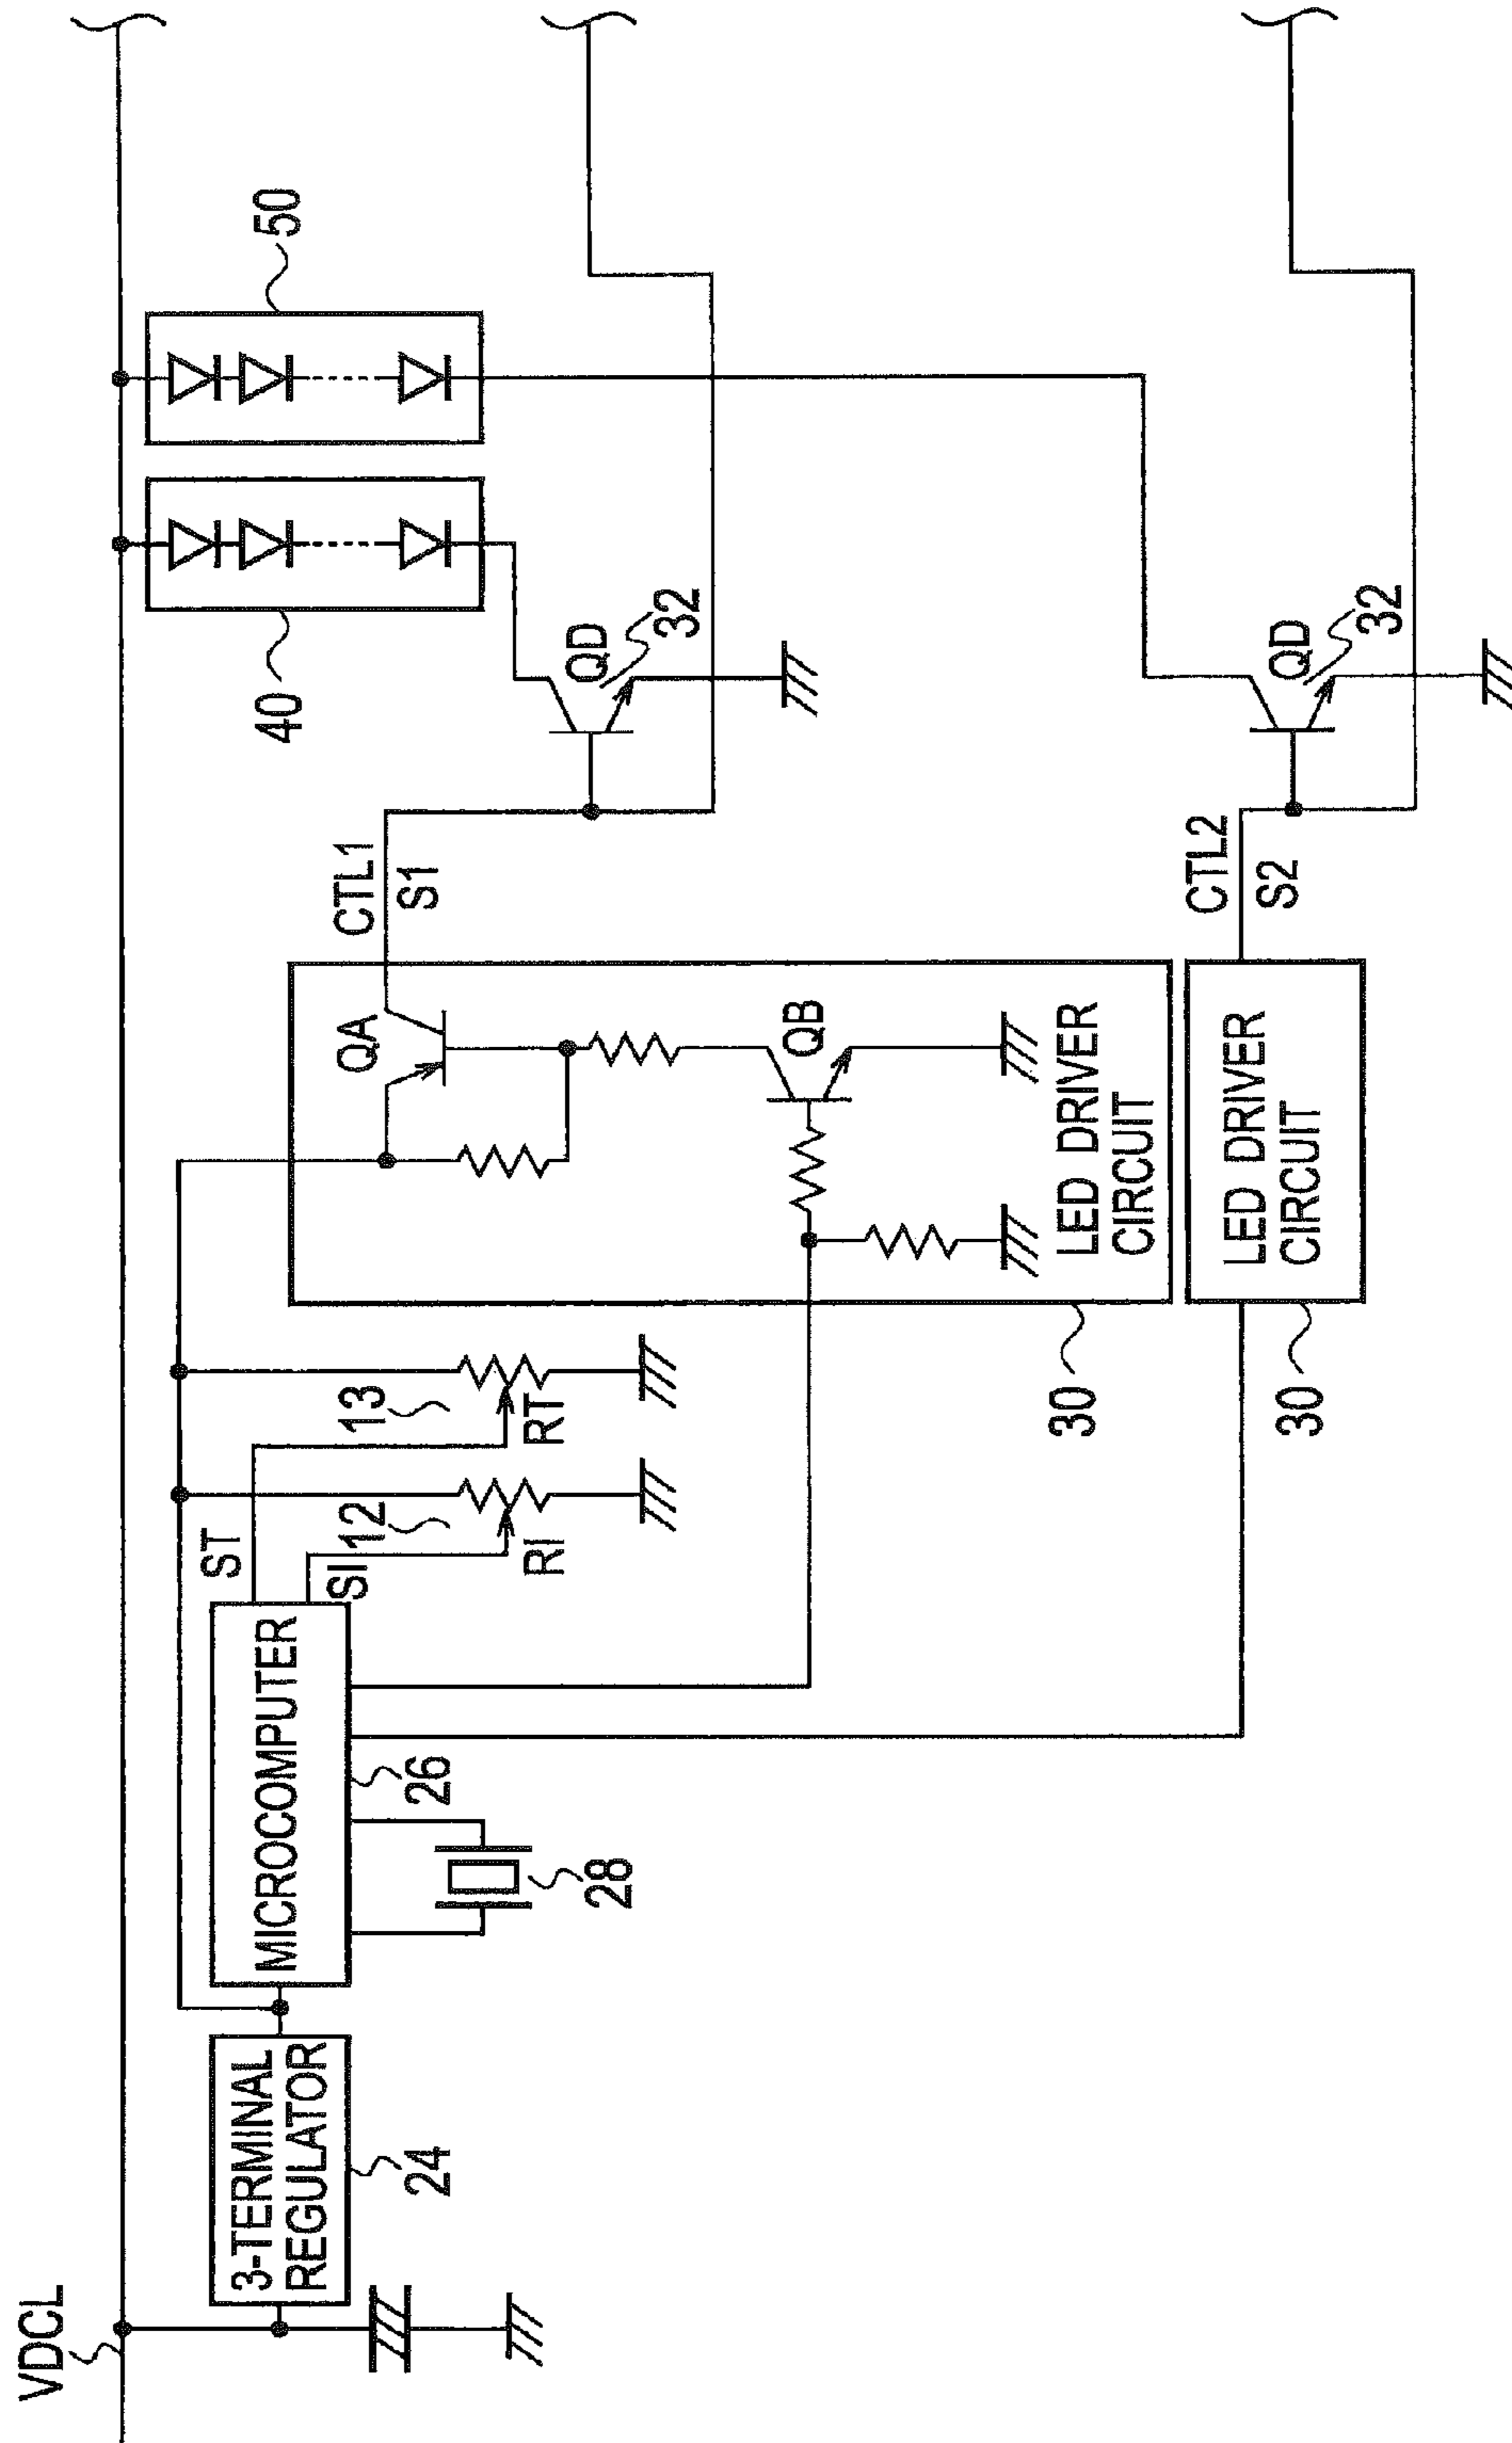 VDCL
50
40
3-TERMINAL
REGULATOR
24
MICROCOMPUTER
26
28
ST
SI
12
13
RI
RT
QA
QB
LED DRIVER
CIRCUIT
30
CTL1
S1
QD
32
LED DRIVER
CIRCUIT
30
CTL2
S2
QD
32